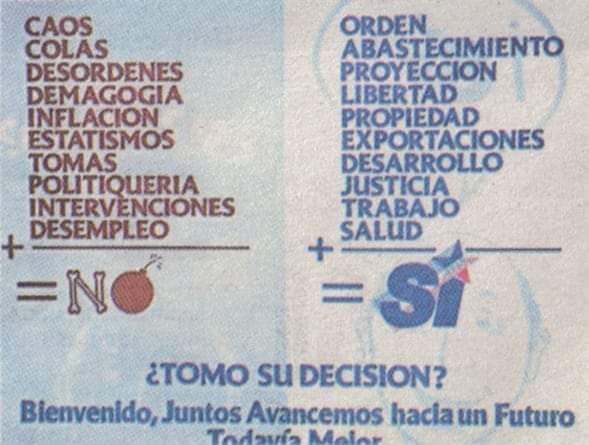 CAOS
COLAS
DESORDENES
DEMAGOGIA
INFLACION
ESTATISMOS
TOMAS
POLITIQUERIA
INTERVENCIONES
DESEMPLEO
+
= NO
ORDEN
ABASTECIMIENTO
PROYECCION
LIBERTAD
PROPIEDAD
EXPORTACIONES
DESARROLLO
JUSTICIA
TRABAJO
SALUD
+
= Sí
¿TOMO SU DECISION?
Bienvenido, Juntos Avancemos hacia un Futuro
Todavía Mejor